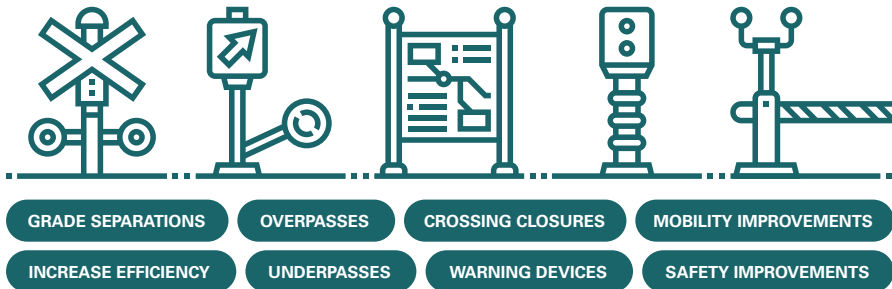 GRADE SEPARATIONS OVERPASSES CROSSING CLOSURES MOBILITY IMPROVEMENTS
INCREASE EFFICIENCY UNDERPASSES WARNING DEVICES SAFETY IMPROVEMENTS